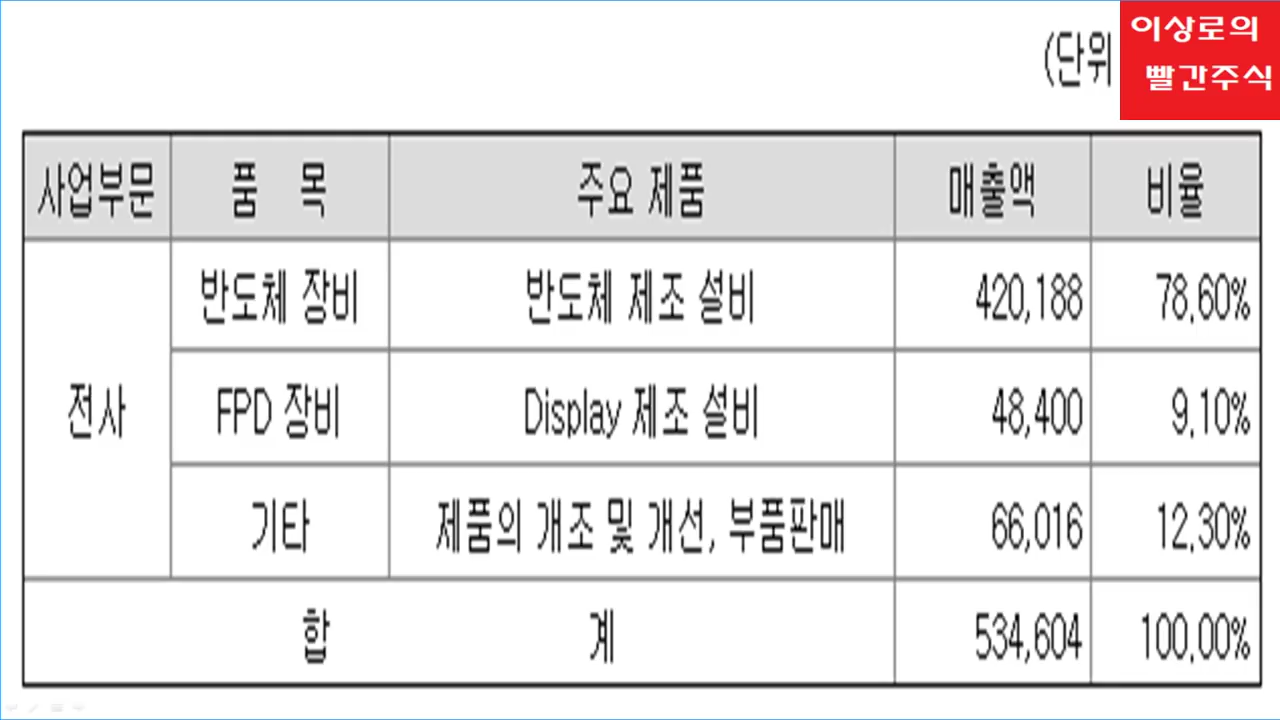 이상로의
빨간주식
(단위
사업부문 품 목 주요 제품 매출액 비율
전사
반도체 장비 반도체 제조 설비 420,188 78.60%
FPD 장비 Display 제조 설비 48,400 9.10%
기타 제품의 개조 및 개선, 부품판매 66,016 12.30%
합 계 534,604 100.00%